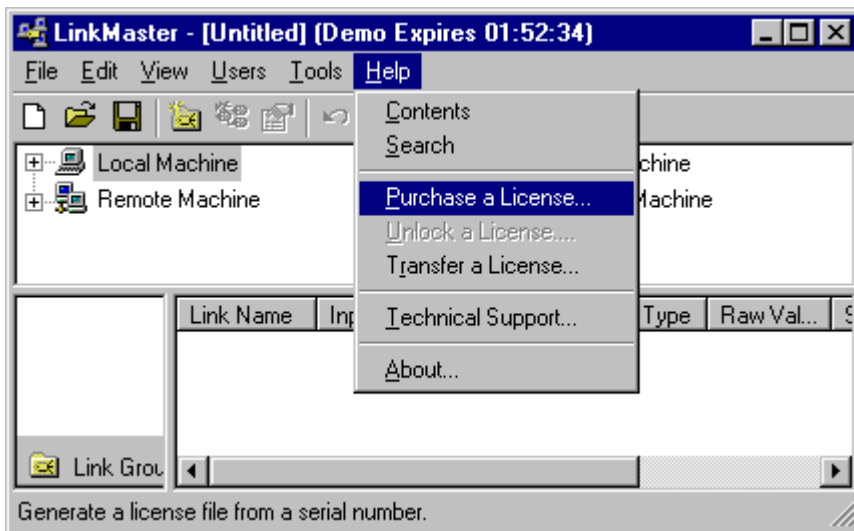 LinkMaster - [Untitled] (Demo Expires 01:52:34)
File Edit View Users Tools Help
Contents
Search
Purchase a License...
Unlock a License....
Transfer a License...
Technical Support...
About...
Local Machine
Remote Machine
Machine
Link Name Type Raw Val...
Link Grou
Generate a license file from a serial number.